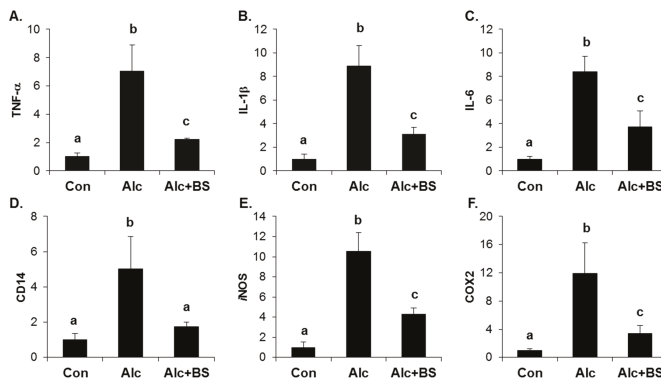 A.
TNF-α
10
8
6
4
2
0
a
b
c
Con
Alc
Alc+BS
B.
IL-1β
12
10
8
6
4
2
0
a
b
c
Con
Alc
Alc+BS
C.
IL-6
12
10
8
6
4
2
0
a
b
c
Con
Alc
Alc+BS
D.
CD14
8
6
4
2
0
a
b
a
Con
Alc
Alc+BS
E.
iNOS
14
12
10
8
6
4
2
0
a
b
c
Con
Alc
Alc+BS
F.
COX2
20
16
12
8
4
0
a
b
c
Con
Alc
Alc+BS